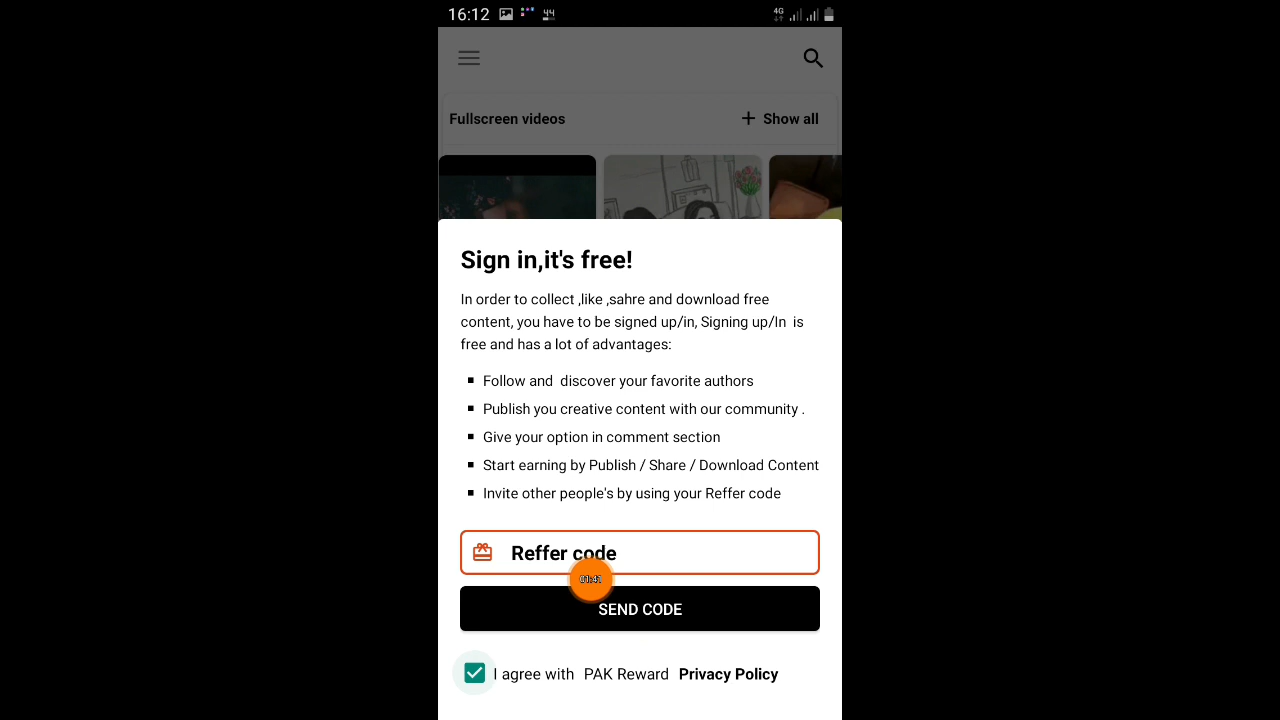 16:12 44 4G
Fullscreen videos + Show all
Sign in,it's free!
In order to collect ,like ,sahre and download free
content, you have to be signed up/in, Signing up/In is
free and has a lot of advantages:
Follow and discover your favorite authors
Publish you creative content with our community .
Give your option in comment section
Start earning by Publish / Share / Download Content
Invite other people's by using your Reffer code
Reffer code
01:41
SEND CODE
I agree with PAK Reward Privacy Policy